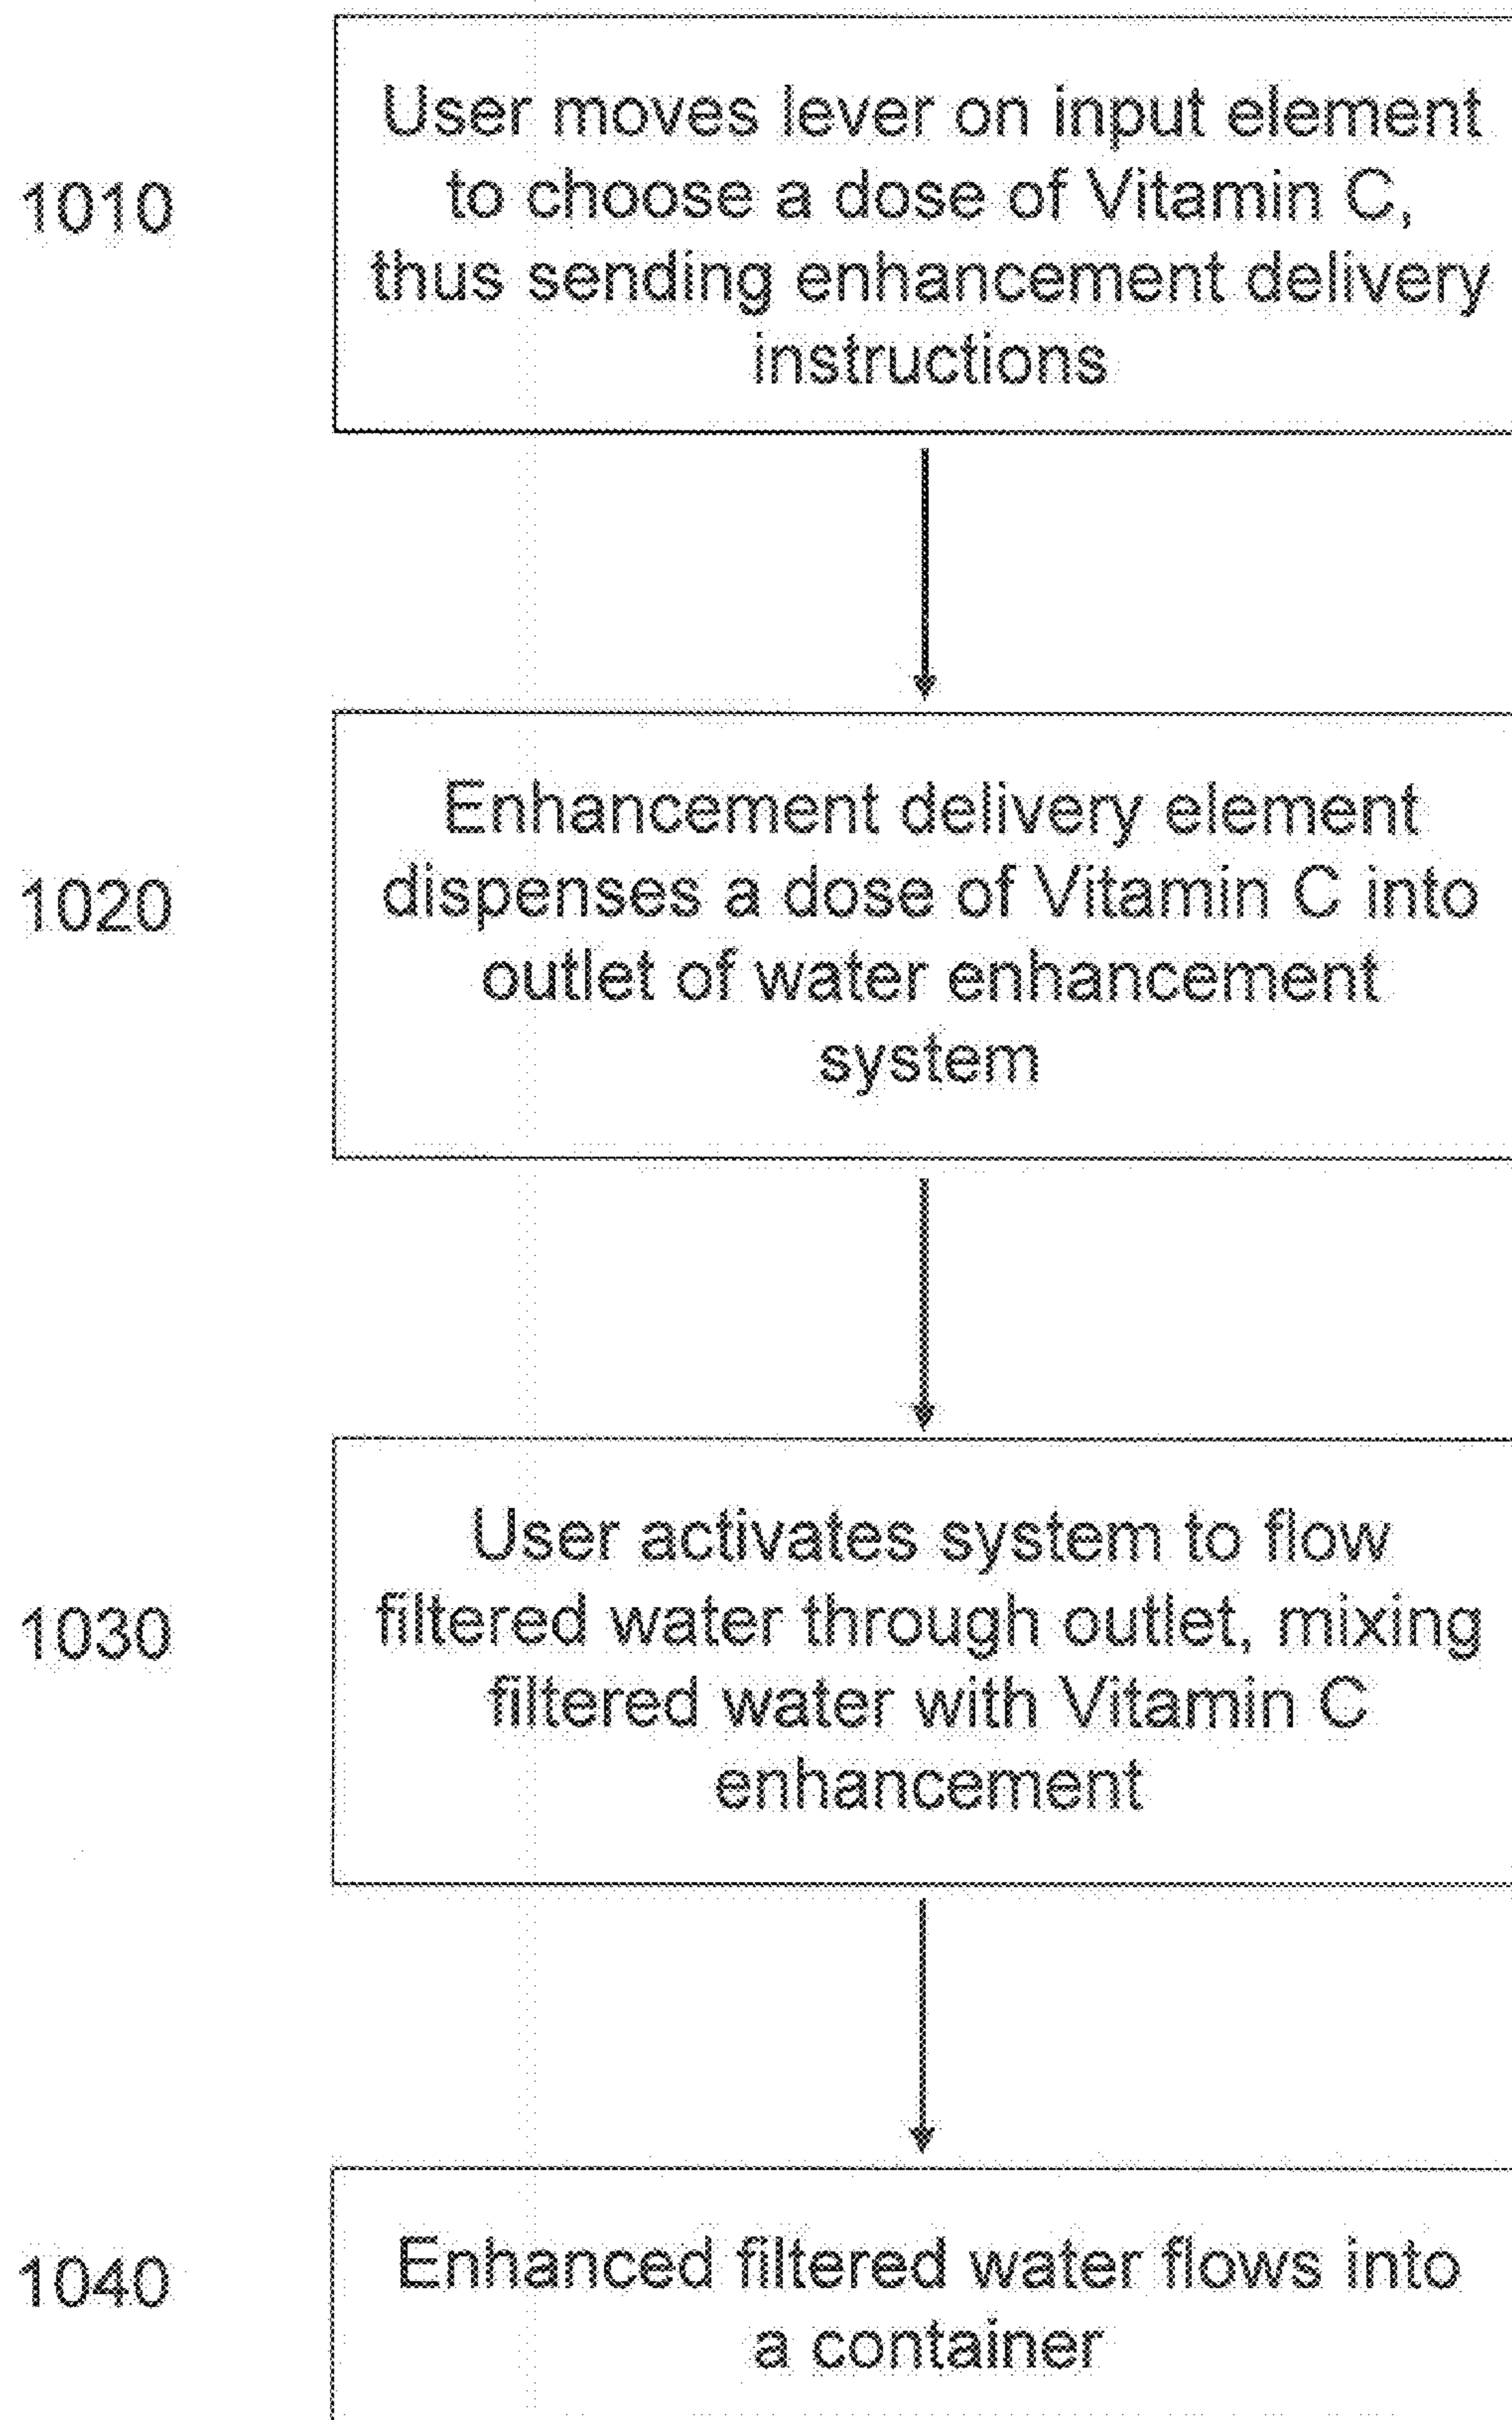 User moves lever on input element
1010
to choose a dose of Vitamin C,
thus sending enhancement delivery
instructions
Enhancement delivery element
1020
dispenses a dose of Vitamin C into
outlet of water enhancement
system
User activates system to flow
1030
filtered water through outlet, mixing
filtered water with Vitamin C
enhancement
1040
Enhanced filtered water flows into
a container